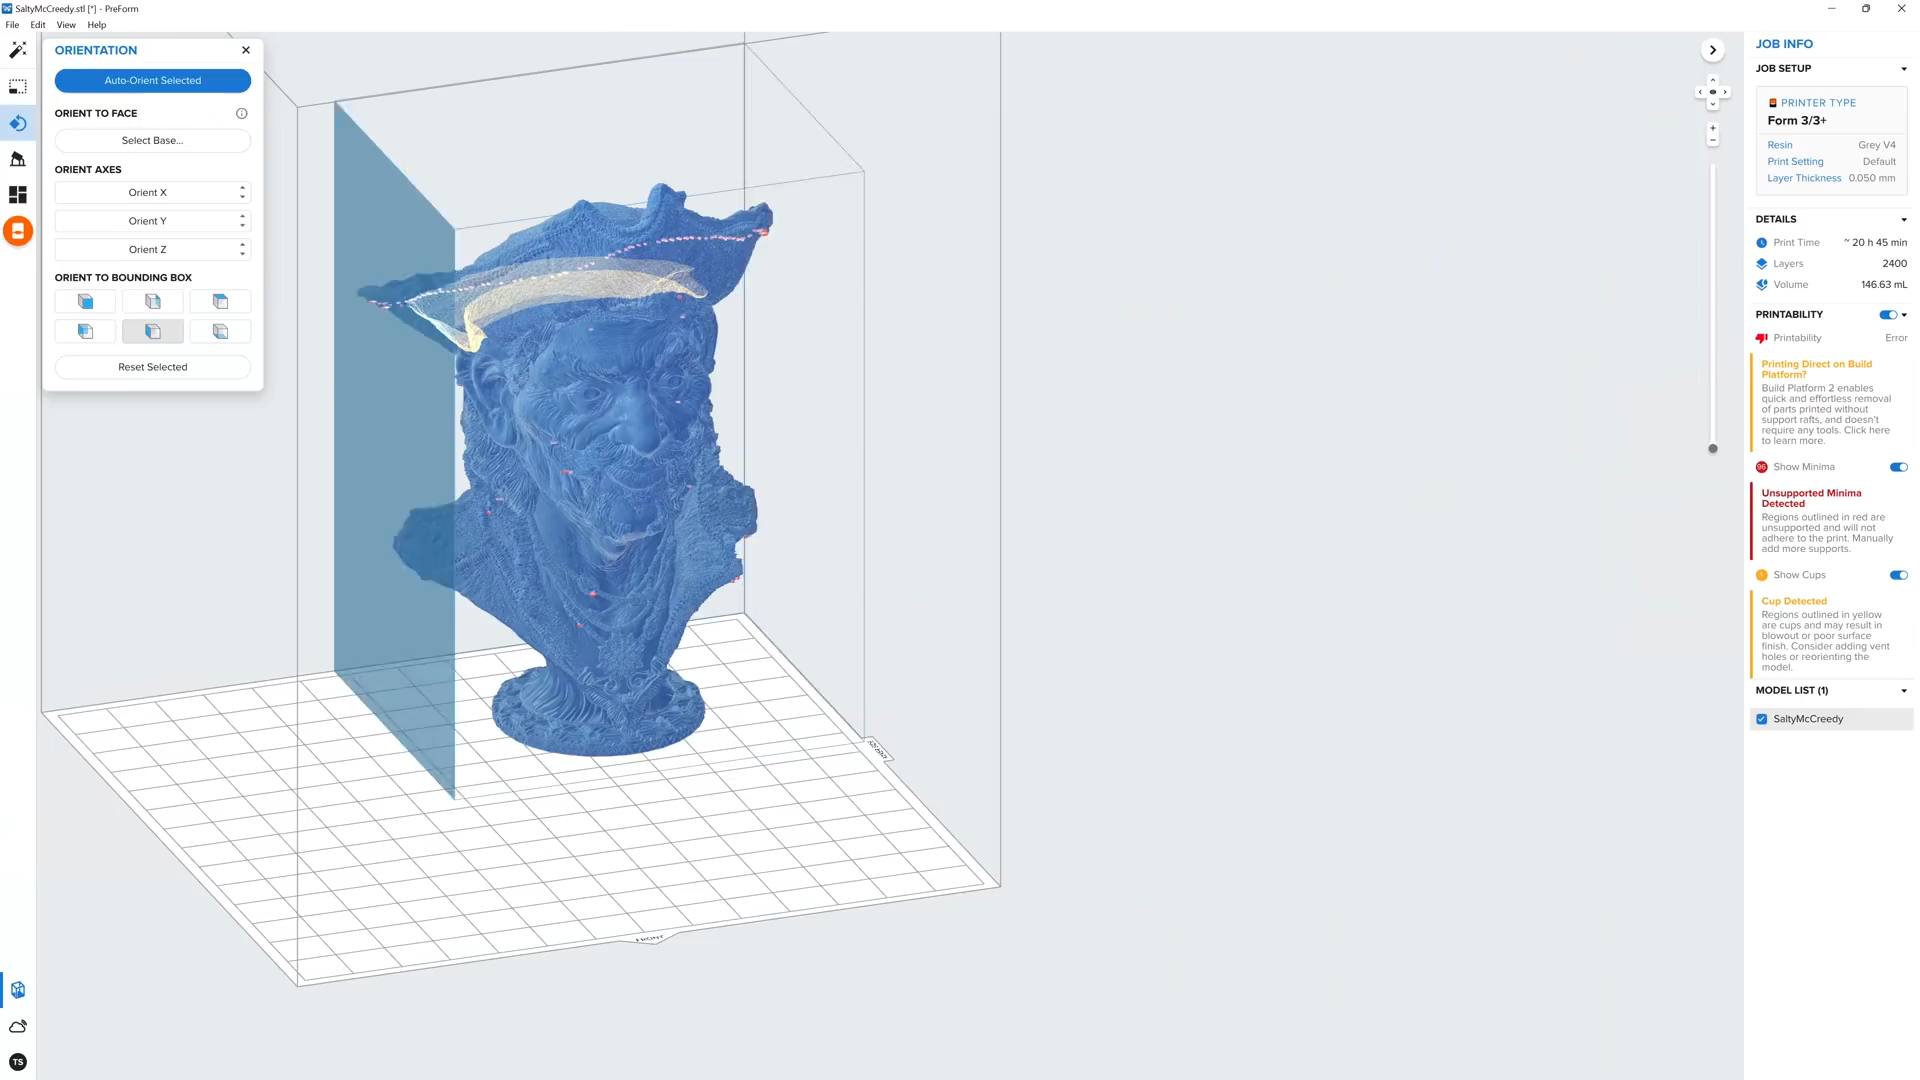 SaltyMcCreedy.stl [*] - PreForm
File Edit View Help
ORIENTATION
Auto-Orient Selected
ORIENT TO FACE
Select Base...
ORIENT AXES
Orient X
Orient Y
Orient Z
ORIENT TO BOUNDING BOX
Reset Selected
TS
FRONT
JOB INFO
JOB SETUP
PRINTER TYPE
Form 3/3+
Resin Grey V4
Print Setting Default
Layer Thickness 0.050 mm
DETAILS
Print Time ~ 20 h 45 min
Layers 2400
Volume 146.63 mL
PRINTABILITY
Printability Error
Printing Direct on Build
Platform?
Build Platform 2 enables
quick and effortless removal
of parts printed without
support rafts, and doesn't
require any tools. Click here
to learn more.
96 Show Minima
Unsupported Minima
Detected
Regions outlined in red are
unsupported and will not
adhere to the print. Manually
add more supports.
1 Show Cups
Cup Detected
Regions outlined in yellow
are cups and may result in
blowout or poor surface
finish. Consider adding vent
holes or reorienting the
model.
MODEL LIST (1)
SaltyMcCreedy